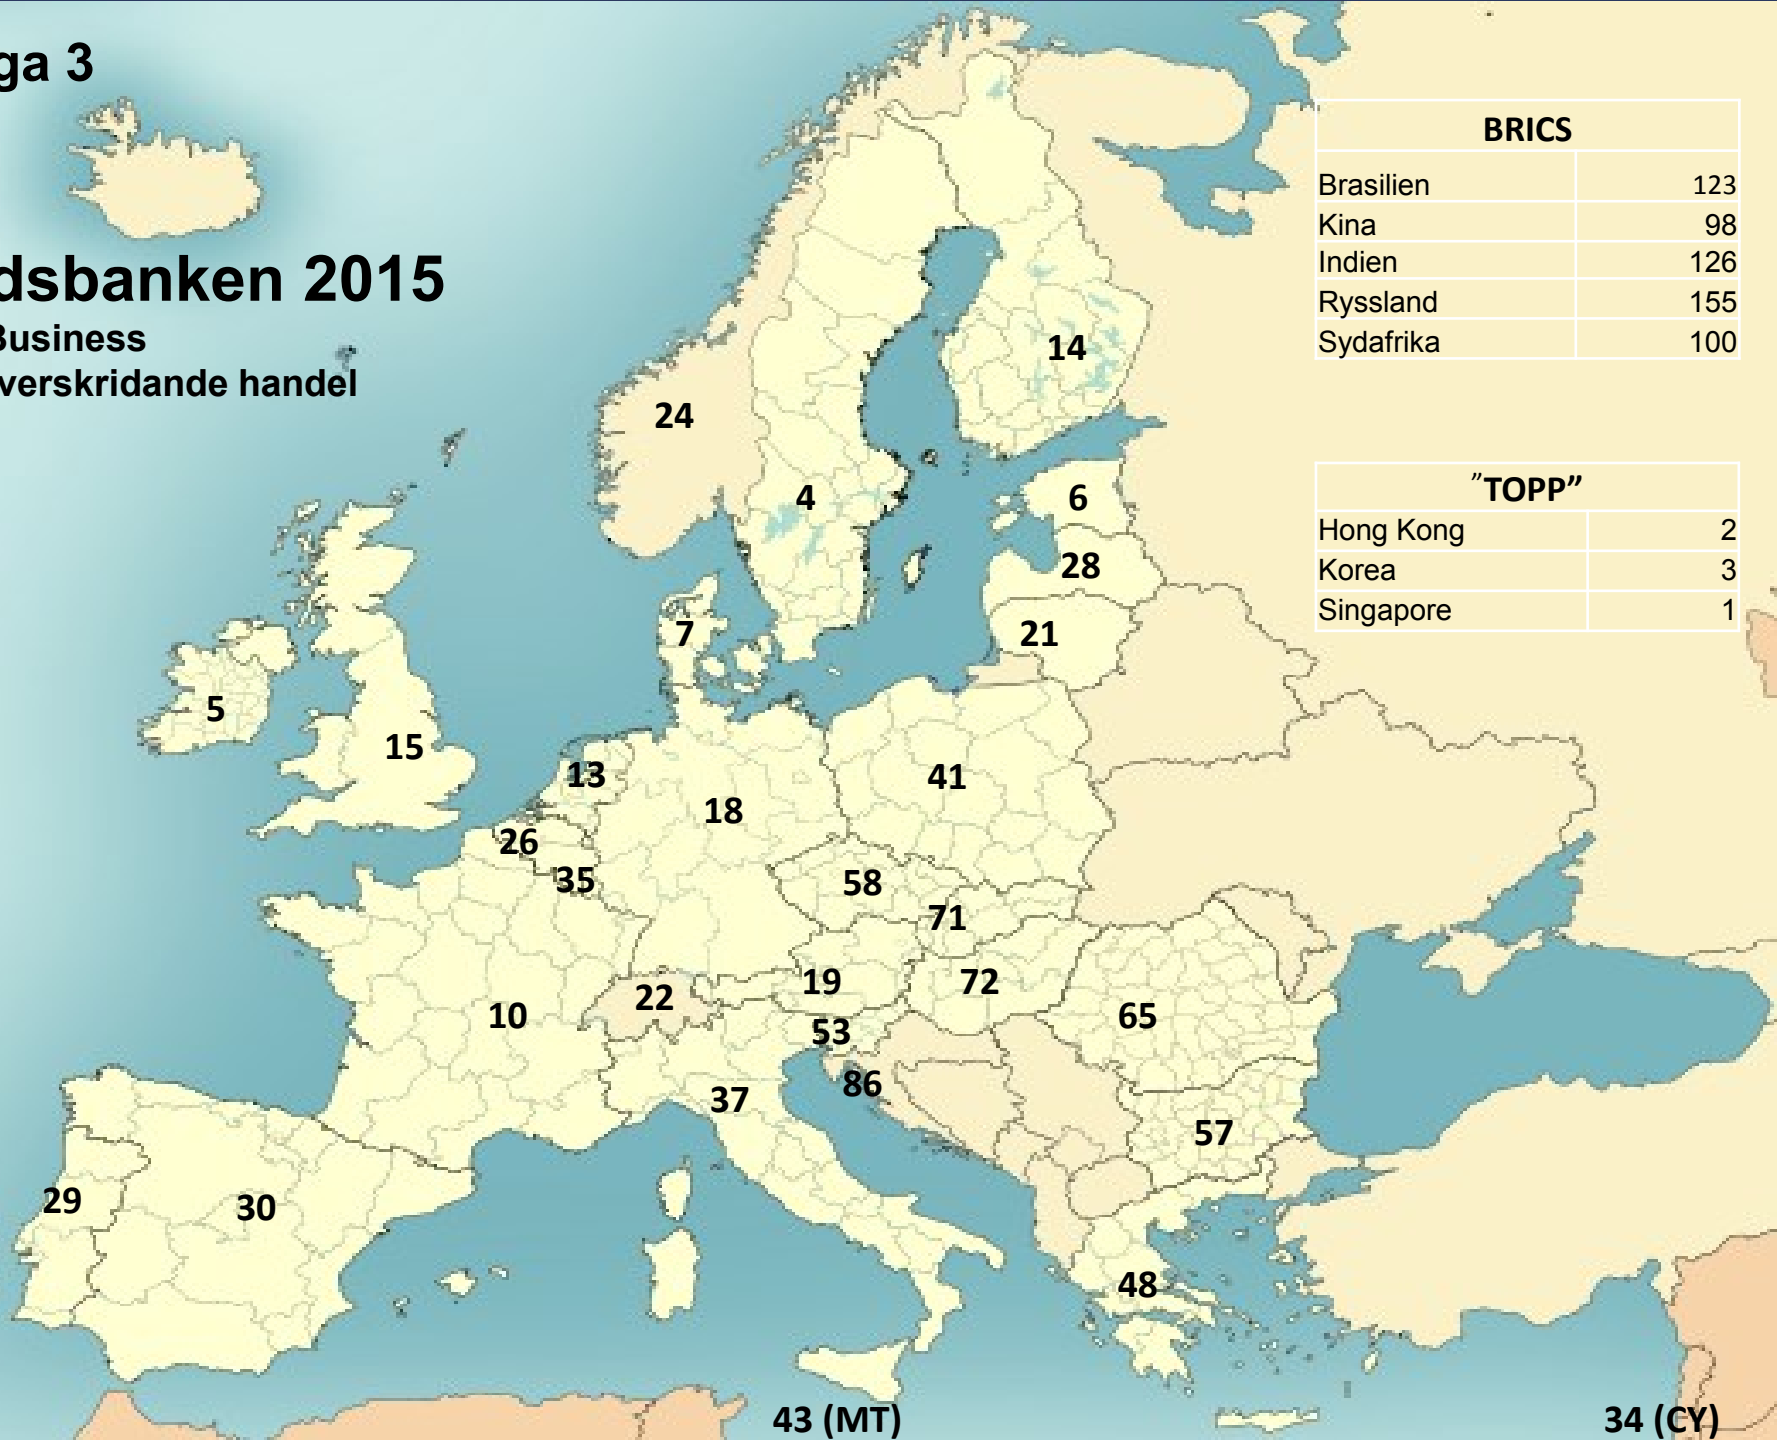 ga 3
dsbanken 2015
Business
verskridande handel
BRICS
Brasilien 123
Kina 98
Indien 126
Ryssland 155
Sydafrika 100
”TOPP”
Hong Kong 2
Korea 3
Singapore 1
14
24
4
6
28
21
7
5
15
13
41
18
26
35
58
71
19
72
22
10
65
53
86
37
57
29
30
48
43 (MT)
34 (CY)